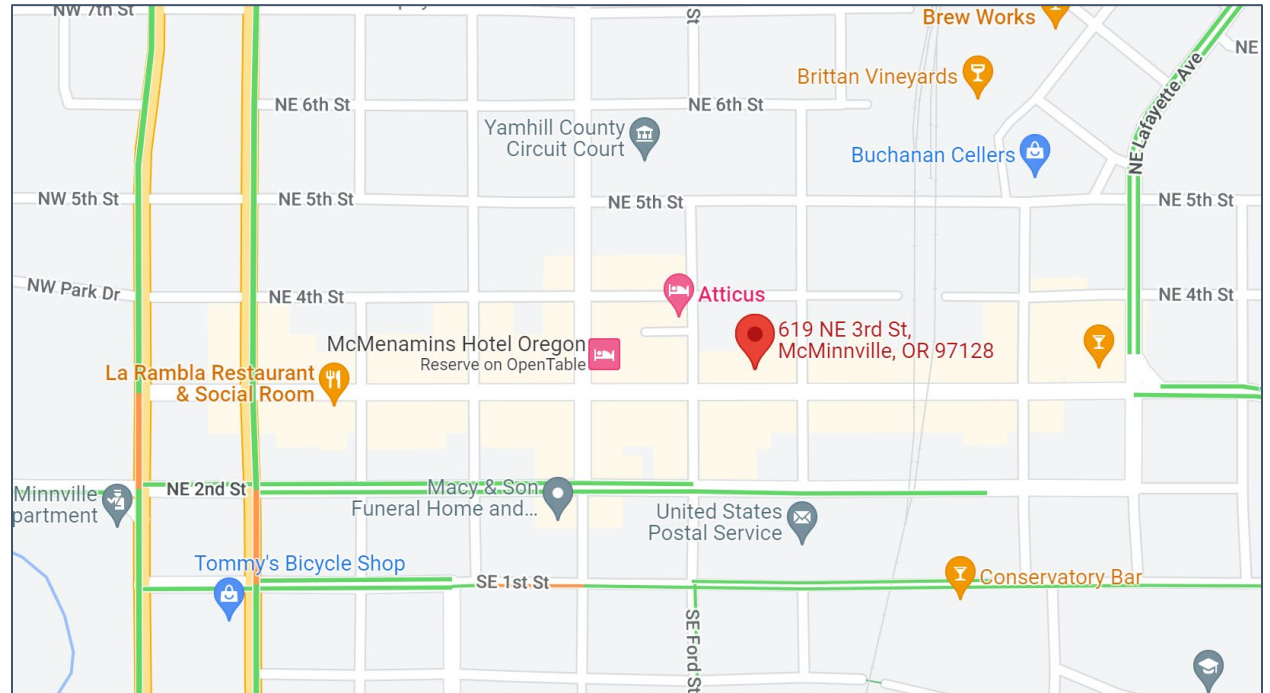 NW 7th St
St
Brew Works
NE
Brittan Vineyards
NE 6th St
NE 6th St
NE Lafayette Ave
Yamhill County
Circuit Court
Buchanan Cellers
NW 5th St
NE 5th St
NE 5th St
NE 5th St
NW Park Dr
NE 4th St
Atticus
NE 4th St
619 NE 3rd St,
McMinnville, OR 97128
McMenamins Hotel Oregon
Reserve on OpenTable
La Rambla Restaurant
& Social Room
NE 2nd St
Minnville
partment
Macy & Son
Funeral Home and...
United States
Postal Service
Tommy's Bicycle Shop
SE 1st St
Conservatory Bar
SE Ford St